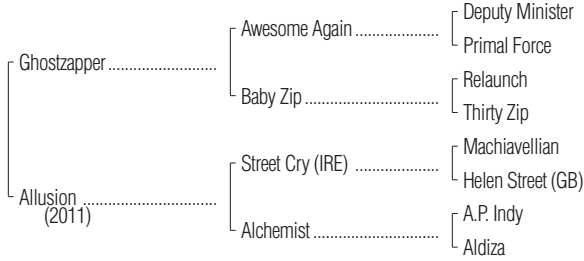 Deputy Minister
Awesome Again ....................
Primal Force
Ghostzapper ..........................
Relaunch
Baby Zip ................................
Thirty Zip
Machiavellian
Street Cry (IRE) ....................
Helen Street (GB)
Allusion ................................
(2011)
A.P. Indy
Alchemist ..............................
Aldiza